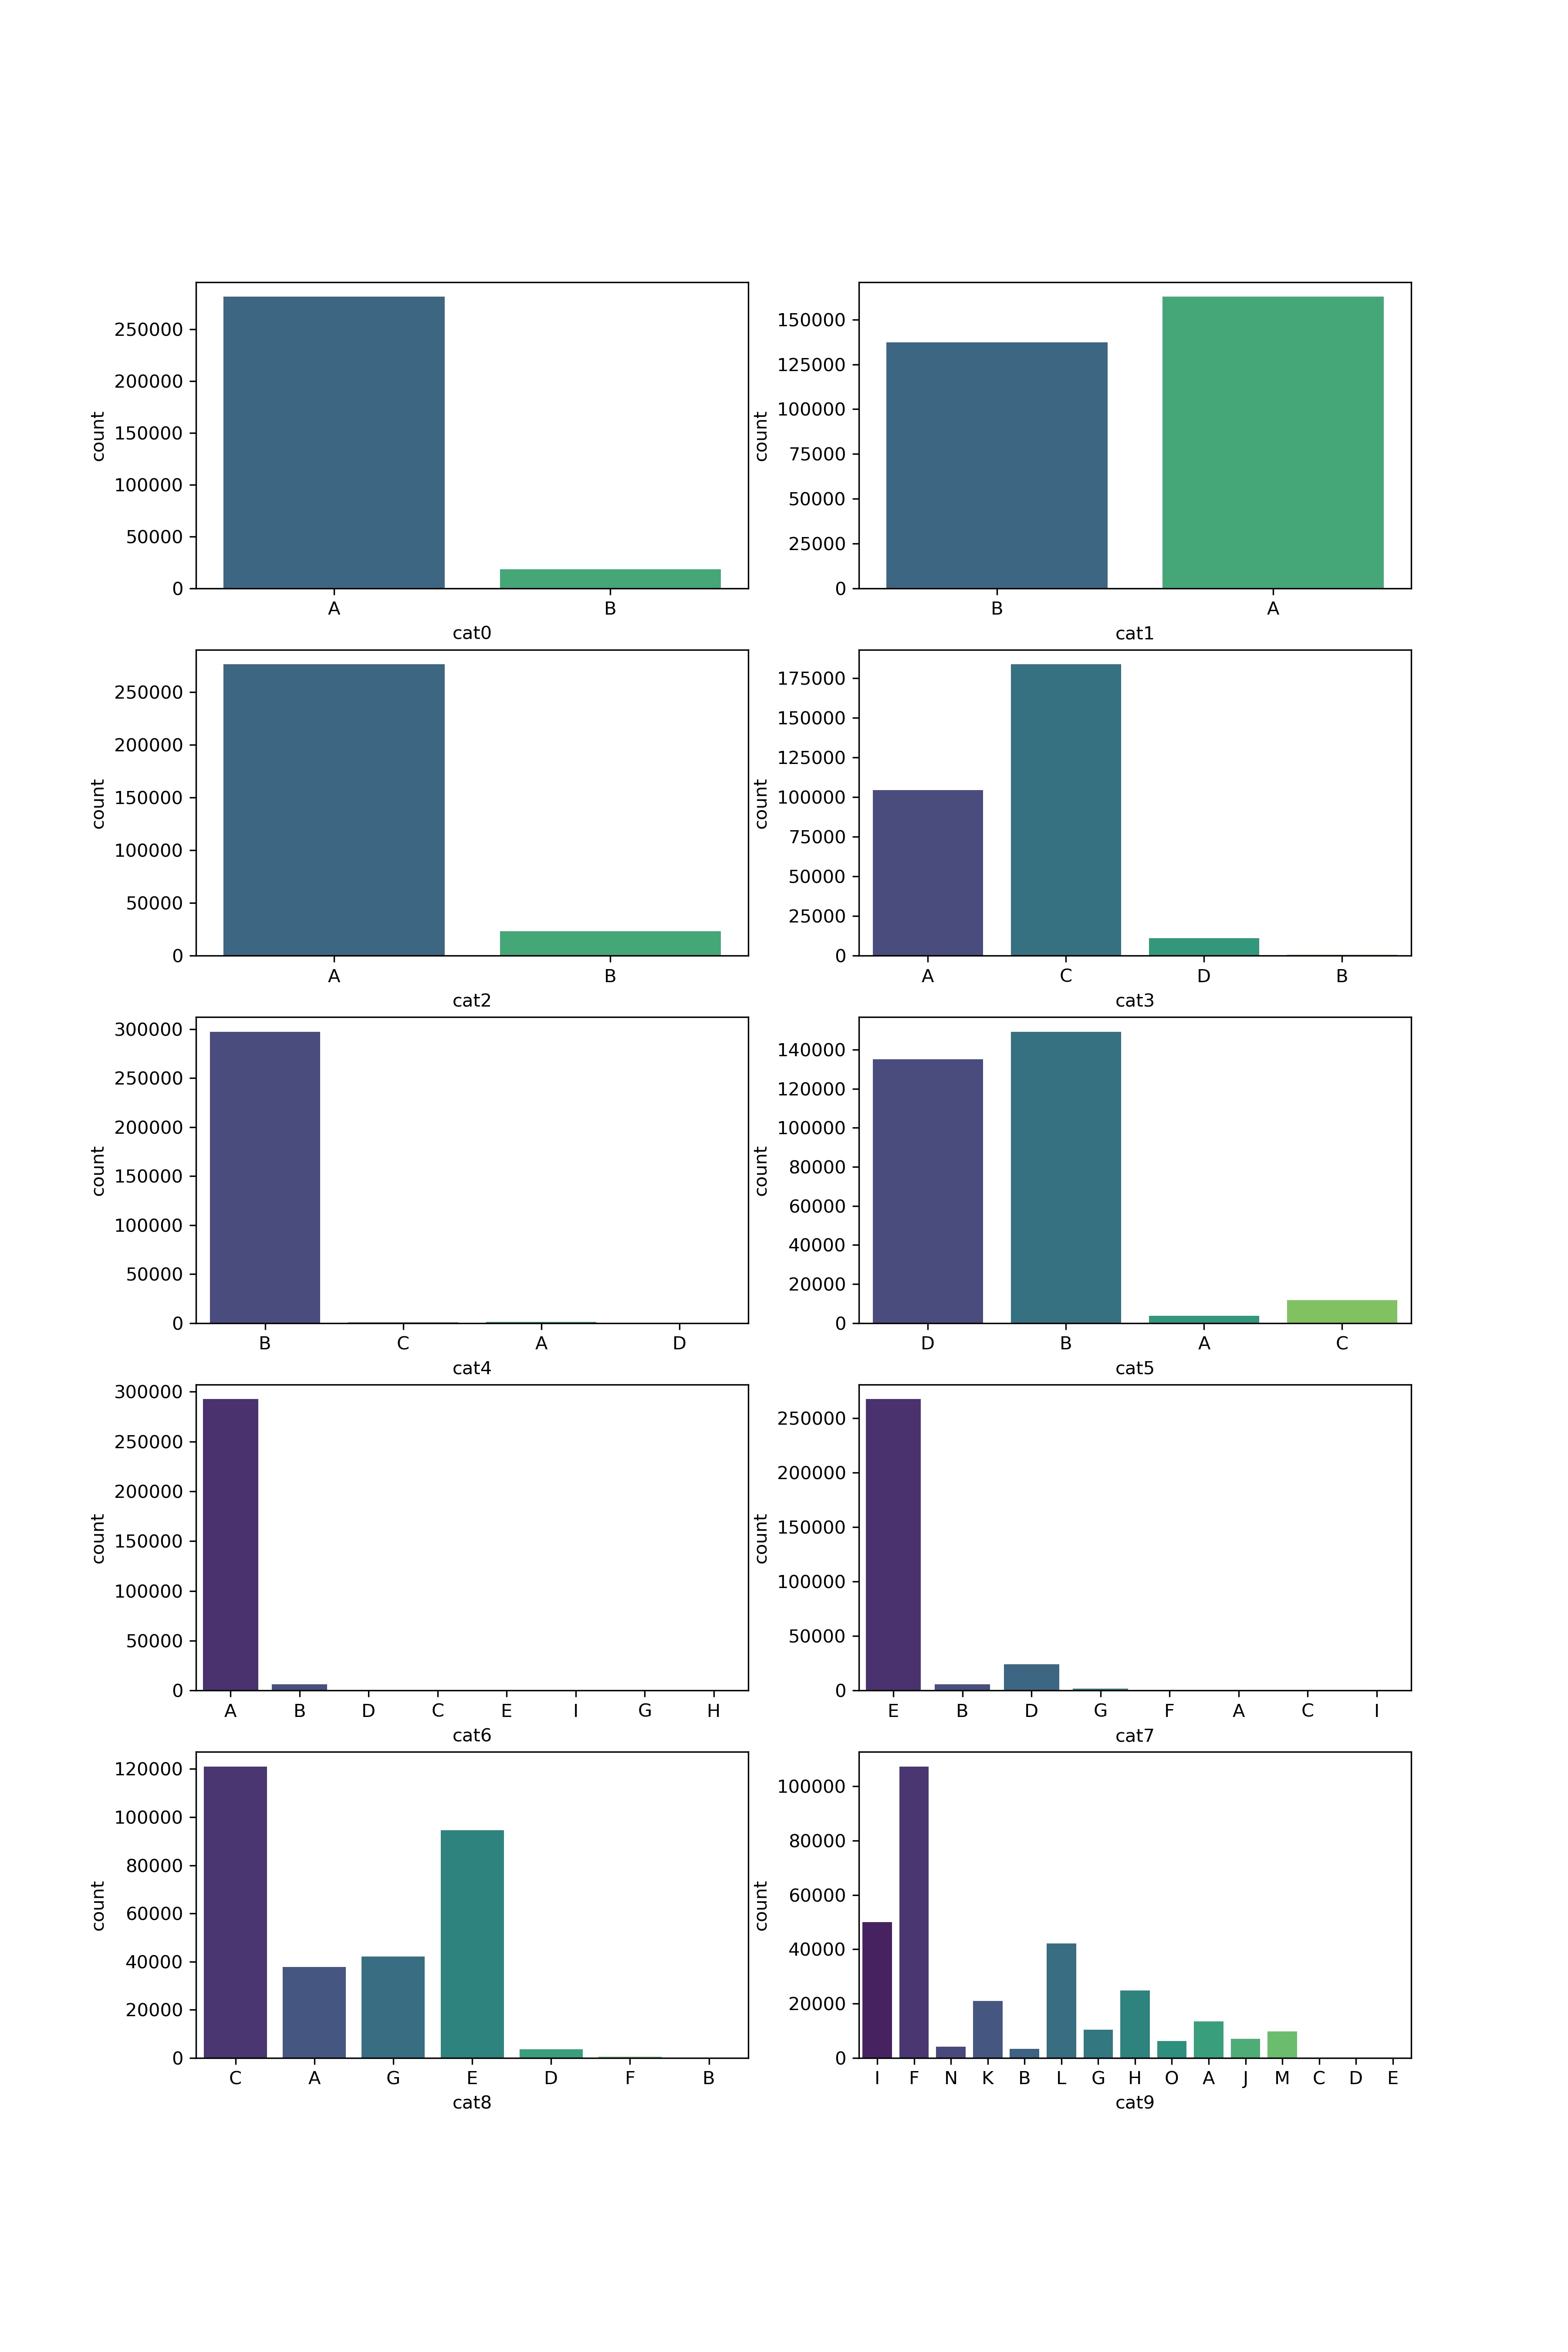 250000
200000
150000
100000
50000
0
count
A B
cat0
150000
125000
100000
75000
50000
25000
0
count
B A
cat1
250000
200000
150000
100000
50000
0
count
A B
cat2
175000
150000
125000
100000
75000
50000
25000
0
count
A C D B
cat3
300000
250000
200000
150000
100000
50000
0
count
B C A D
cat4
140000
120000
100000
80000
60000
40000
20000
0
count
D B A C
cat5
300000
250000
200000
150000
100000
50000
0
count
A B D C E I G H
cat6
250000
200000
150000
100000
50000
0
count
E B D G F A C I
cat7
120000
100000
80000
60000
40000
20000
0
count
C A G E D F B
cat8
100000
80000
60000
40000
20000
0
count
I F N K B L G H O A J M C D E
cat9